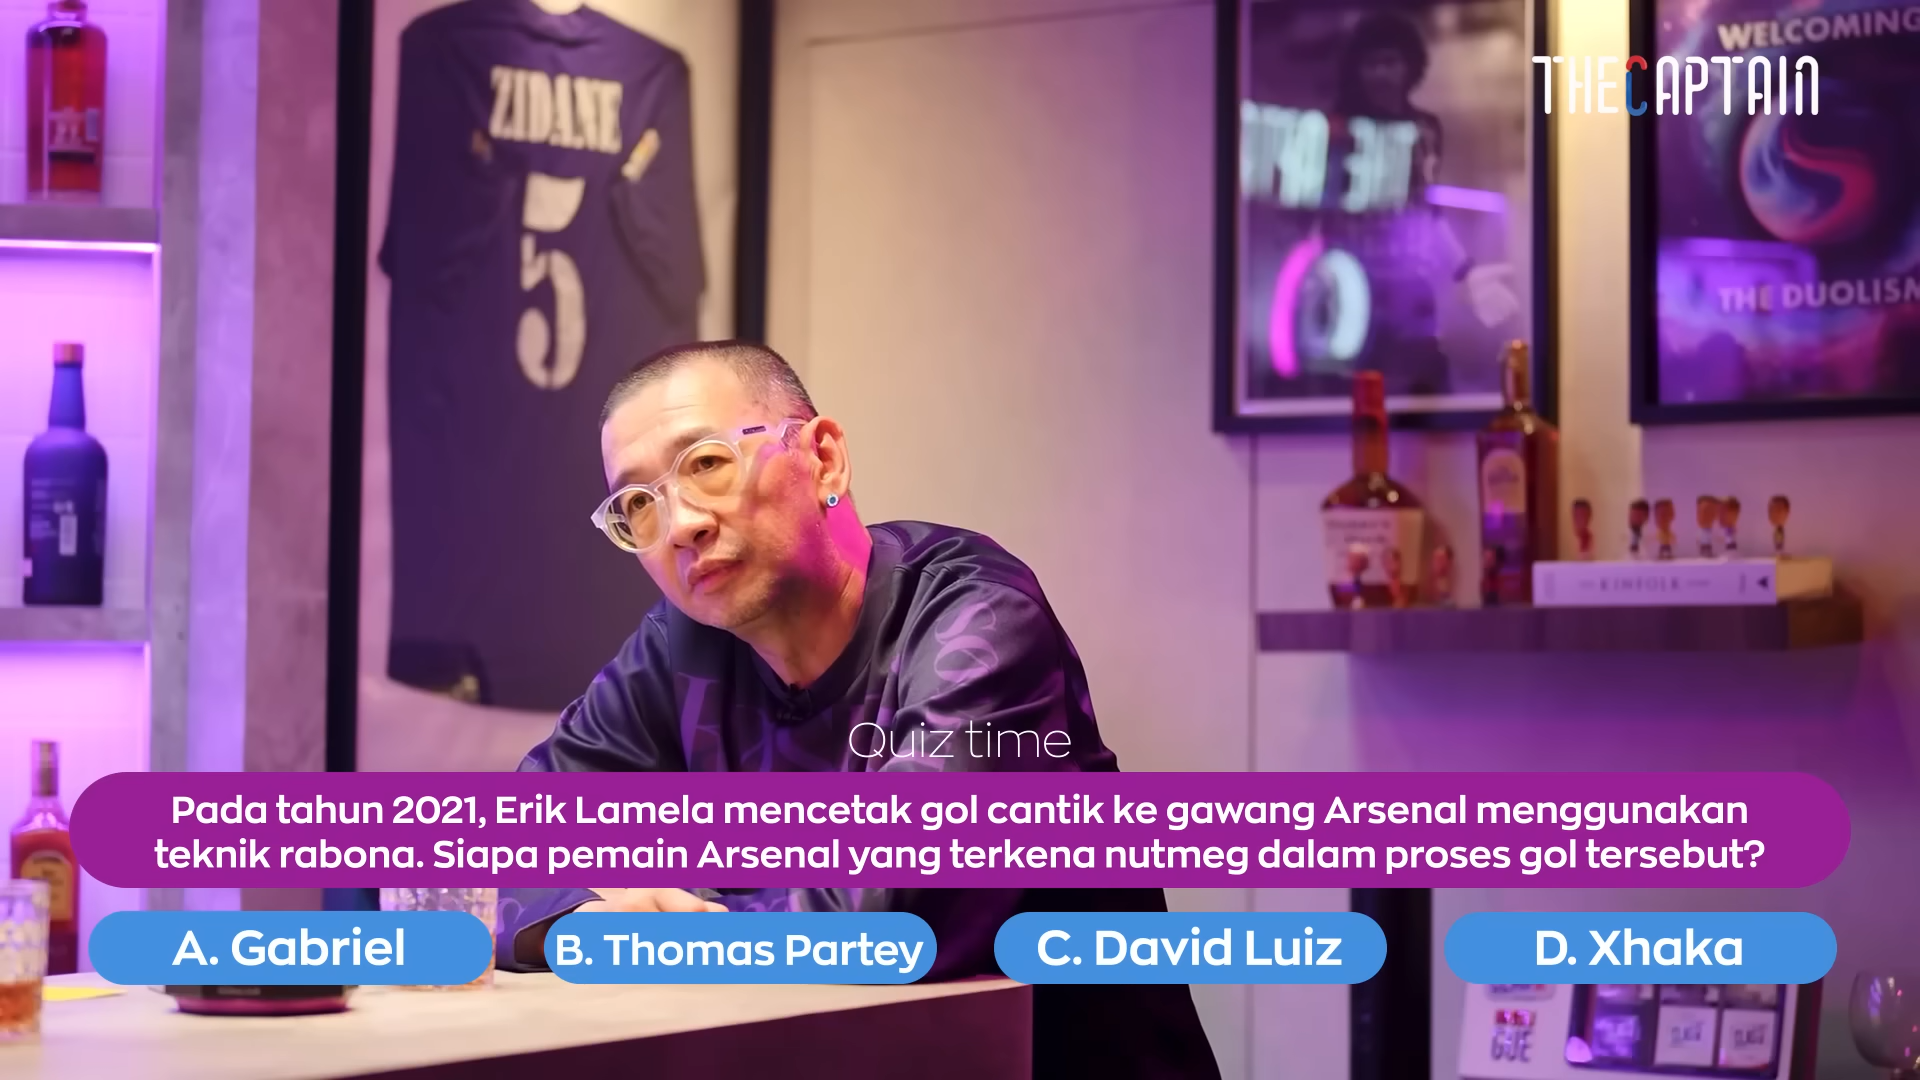 ZIDANE
5
WELCOMING
THECAPTAIN
THE DUOLISM
KINFOLK
Quiz time
Pada tahun 2021, Erik Lamela mencetak gol cantik ke gawang Arsenal menggunakan
teknik rabona. Siapa pemain Arsenal yang terkena nutmeg dalam proses gol tersebut?
A. Gabriel
B. Thomas Partey
C. David Luiz
D. Xhaka